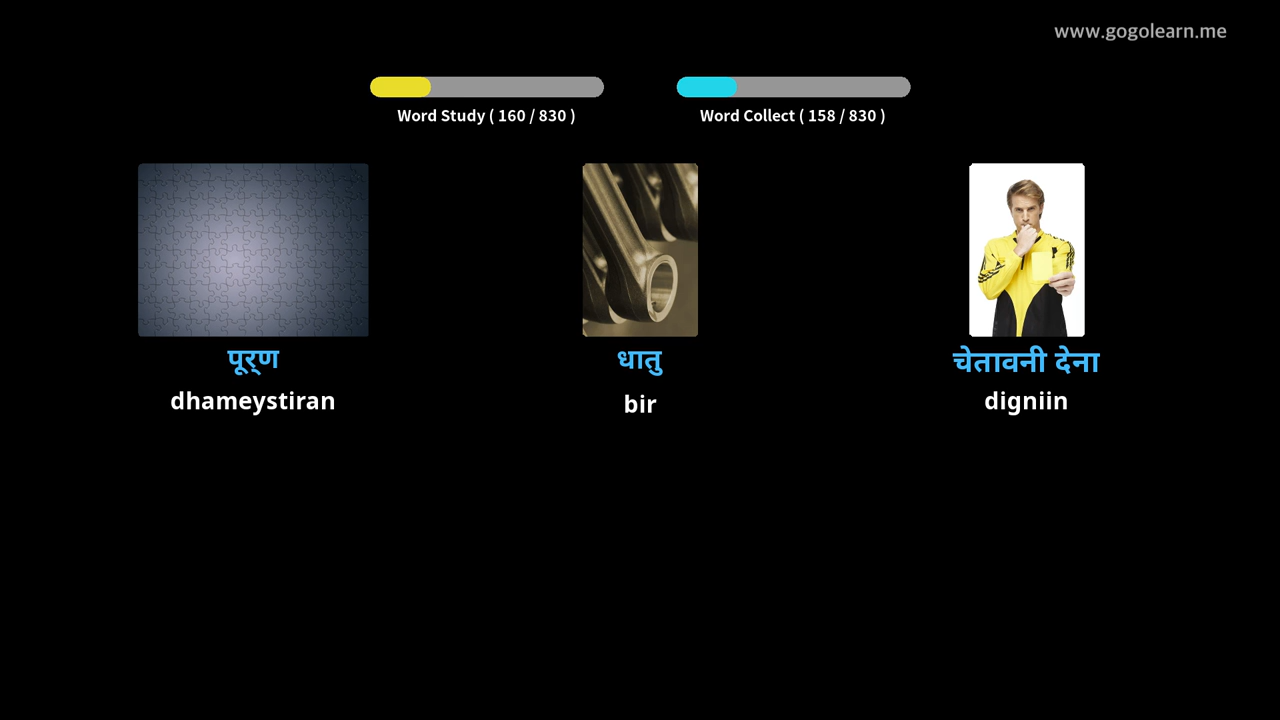 www.gogolearn.me
Word Study ( 160 / 830 )
Word Collect ( 158 / 830 )
पूर्ण
धातु
चेतावनी देना
dhameystiran
bir
digniin